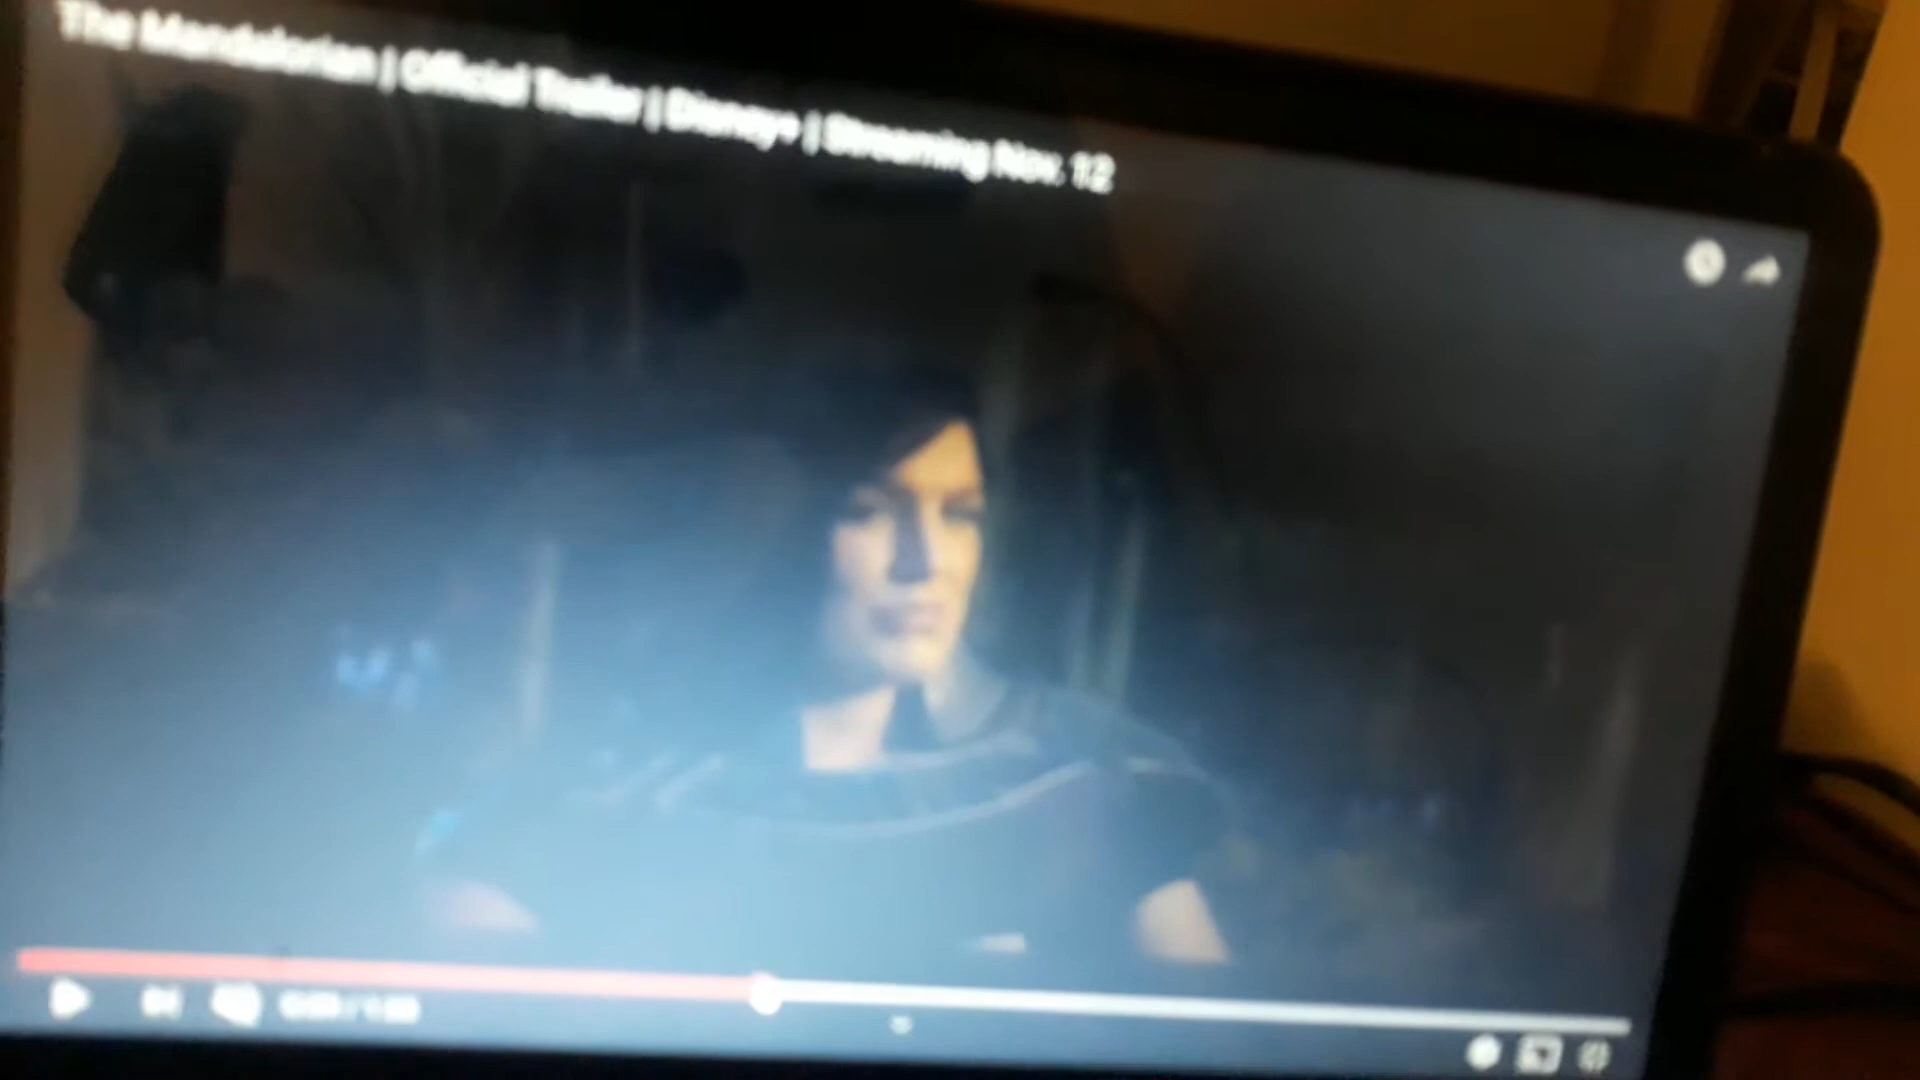 The Mandalorian | Official Trailer | Disney+ | Streaming Nov. 12